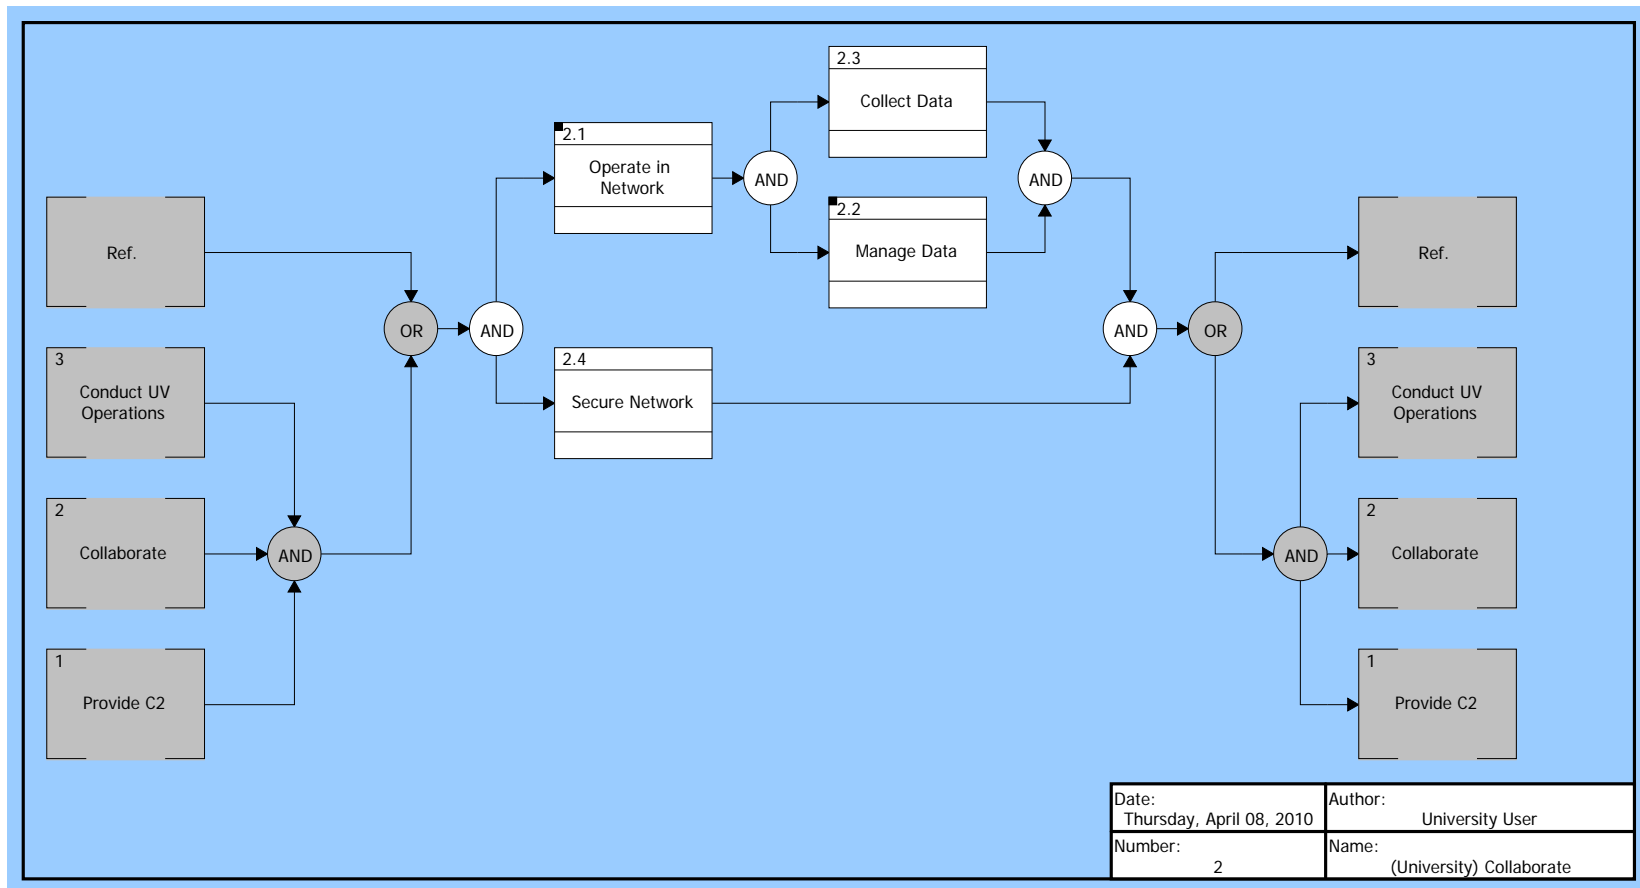 2.3
Collect Data
2.1
Operate in
Network
AND
AND
2.2
Manage Data
Ref.
Ref.
OR
AND
AND
OR
3
Conduct UV
Operations
2.4
Secure Network
3
Conduct UV
Operations
2
Collaborate
AND
AND
2
Collaborate
1
Provide C2
1
Provide C2
Date:
Thursday, April 08, 2010
Author:
University User
Number:
2
Name:
(University) Collaborate